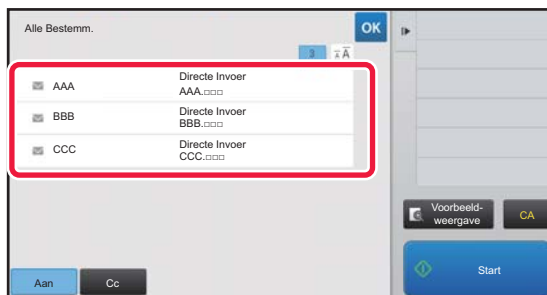 Alle Bestemm.
OK
3
AAA
Directe Invoer
AAA.□□□
BBB
Directe Invoer
BBB.□□□
CCC
Directe Invoer
CCC.□□□
Voorbeeld-
weergave
CA
Start
Aan
Cc